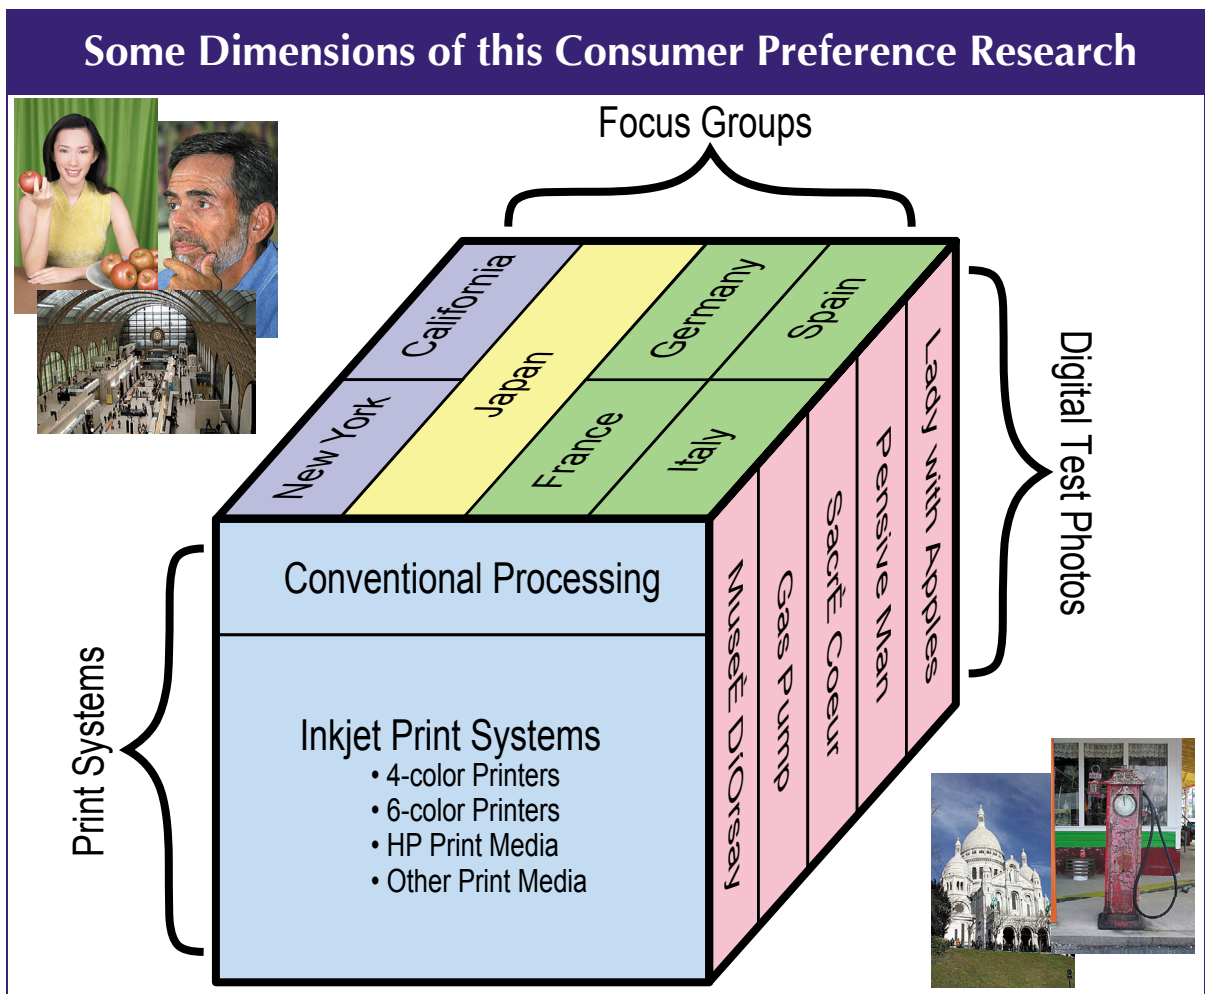 Some Dimensions of this Consumer Preference Research
Focus Groups
California
Japan
Germany
Spain
New York
France
Italy
Digital Test Photos
Lady with Apples
Pensive Man
SacrÈ Coeur
Gas Pump
MuseÈ DíOrsay
Print Systems
Conventional Processing
Inkjet Print Systems
• 4-color Printers
• 6-color Printers
• HP Print Media
• Other Print Media